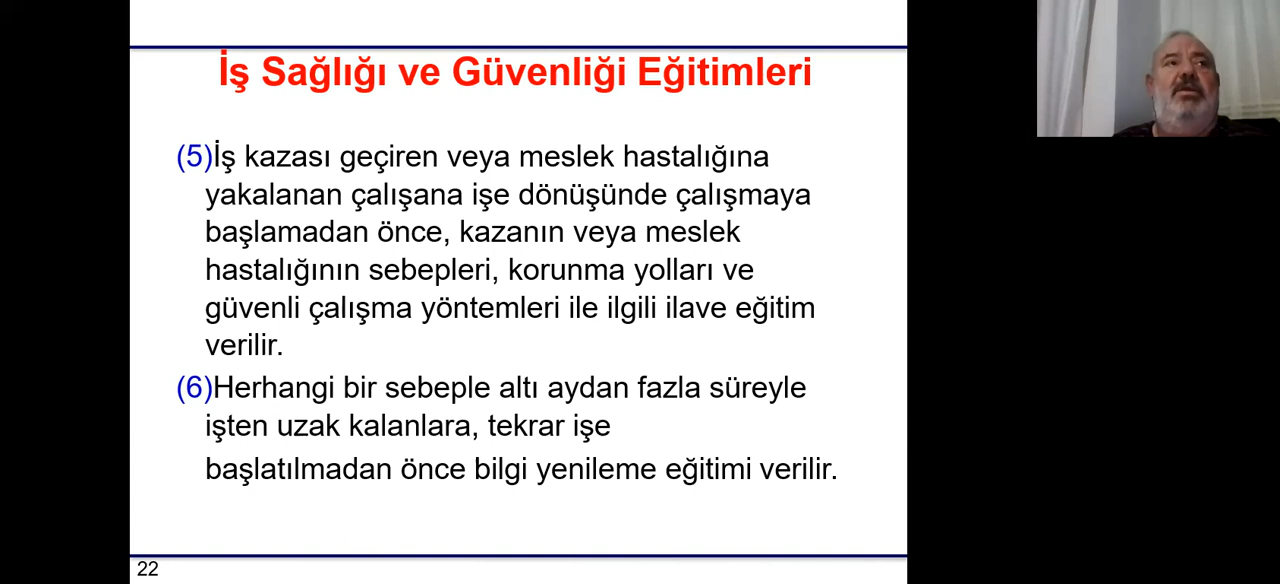 İş Sağlığı ve Güvenliği Eğitimleri
(5)İş kazası geçiren veya meslek hastalığına
yakalanan çalışana işe dönüşünde çalışmaya
başlamadan önce, kazanın veya meslek
hastalığının sebepleri, korunma yolları ve
güvenli çalışma yöntemleri ile ilgili ilave eğitim
verilir.
(6)Herhangi bir sebeple altı aydan fazla süreyle
işten uzak kalanlara, tekrar işe
başlatılmadan önce bilgi yenileme eğitimi verilir.
22